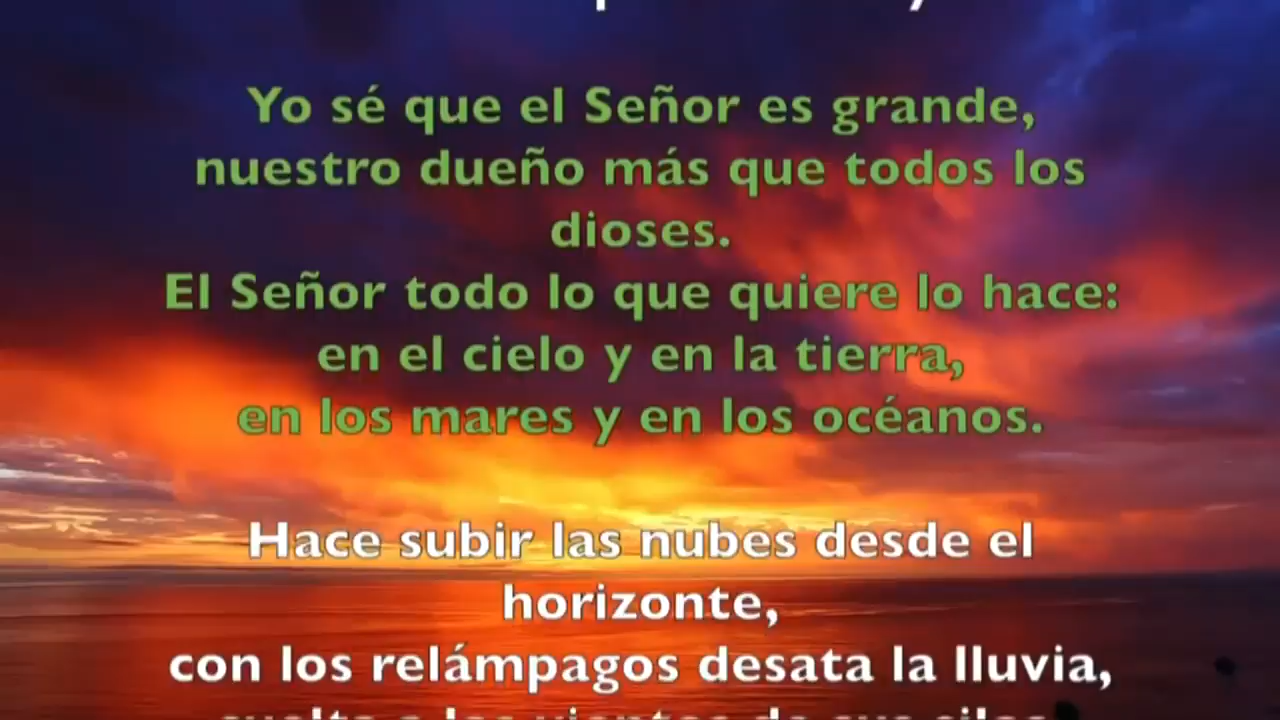 Yo sé que el Señor es grande,
nuestro dueño más que todos los
dioses.
El Señor todo lo que quiere lo hace:
en el cielo y en la tierra,
en los mares y en los océanos.
Hace subir las nubes desde el
horizonte,
con los relámpagos desata la lluvia,